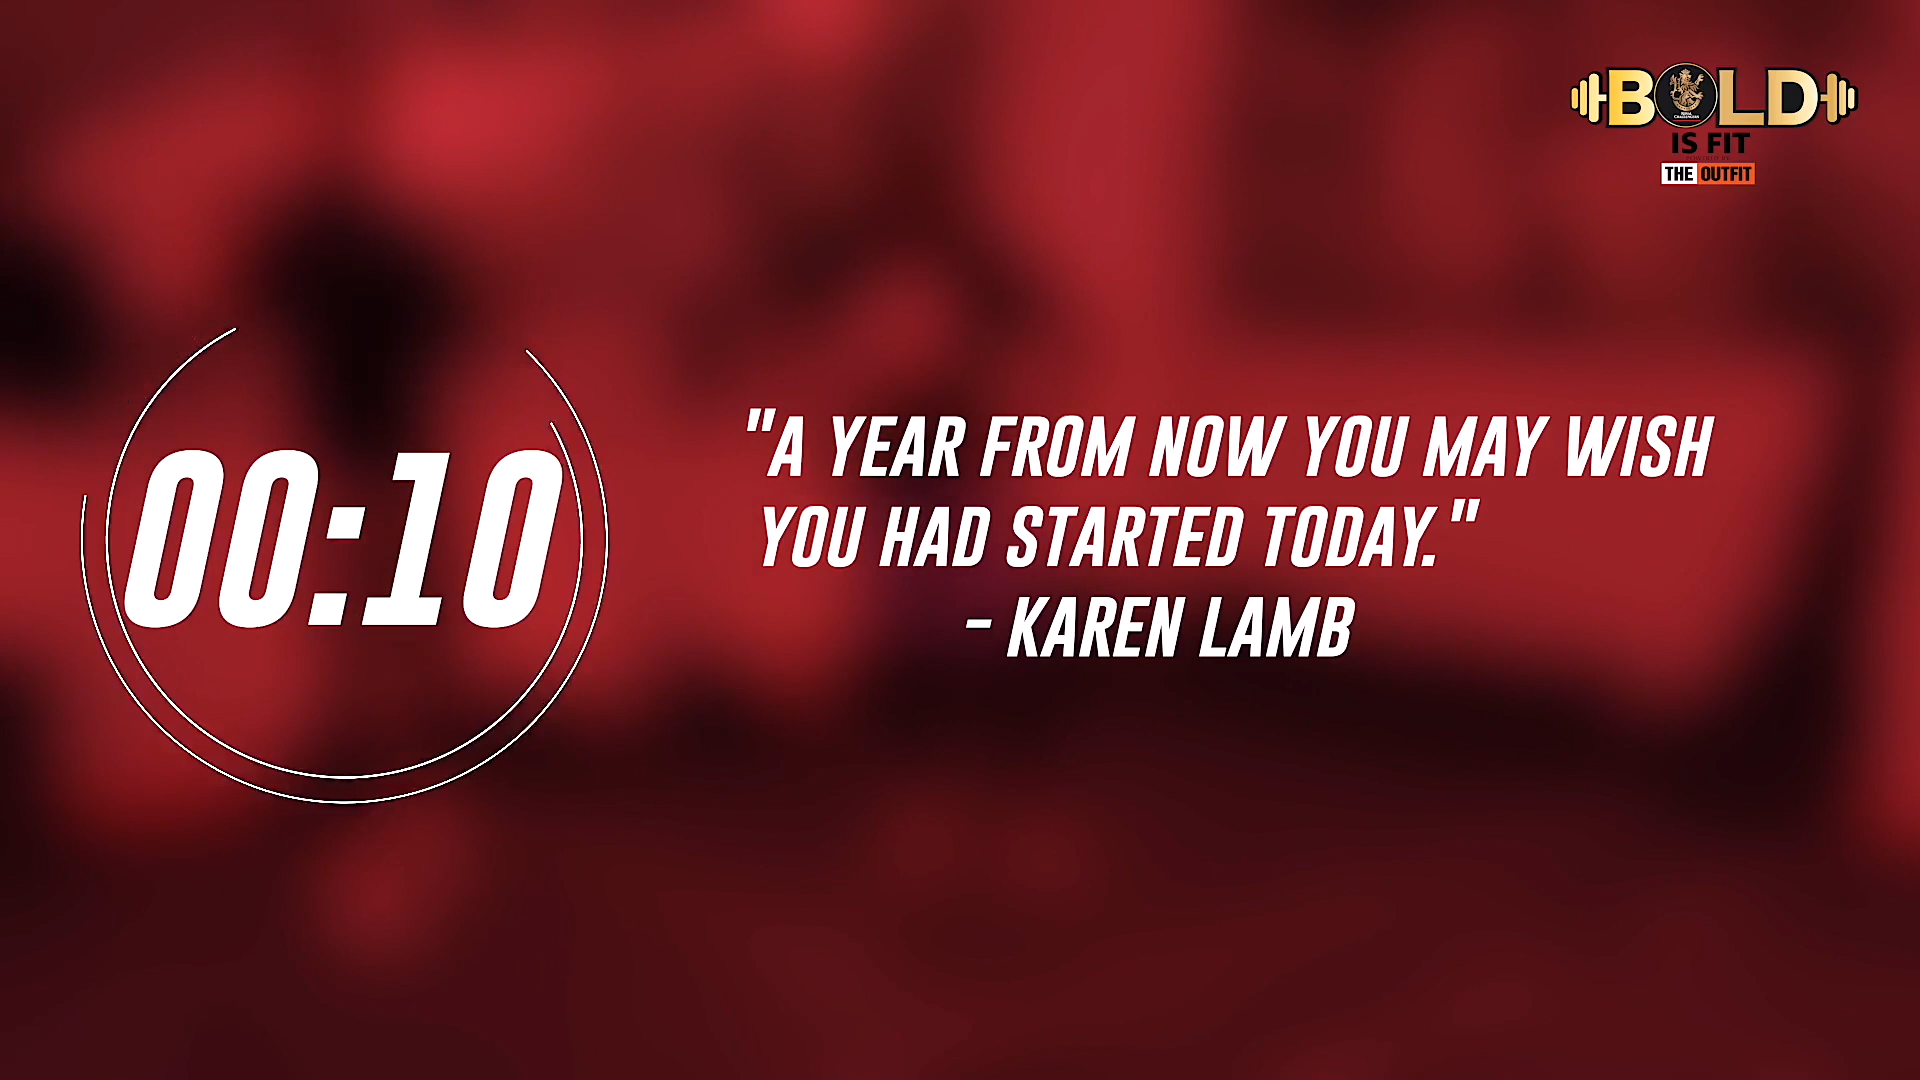 BOLD
IS FIT
THE OUTFIT
00:10
"A YEAR FROM NOW YOU MAY WISH
YOU HAD STARTED TODAY."
- KAREN LAMB